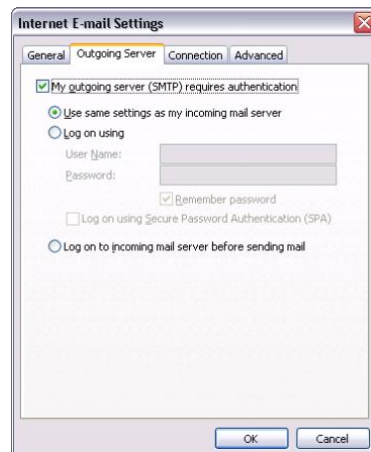 Internet E-mail Settings
General Outgoing Server Connection Advanced
My outgoing server (SMTP) requires authentication
Use same settings as my incoming mail server
Log on using
User Name:
Password:
Remember password
Log on using Secure Password Authentication (SPA)
Log on to incoming mail server before sending mail
OK Cancel